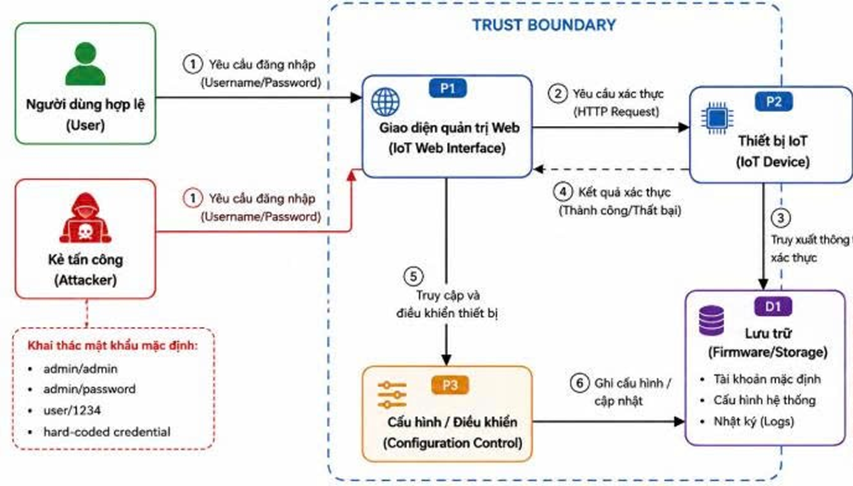 TRUST BOUNDARY
Người dùng hợp lệ
(User)
① Yêu cầu đăng nhập
(Username/Password)
P1
Giao diện quản trị Web
(IoT Web Interface)
② Yêu cầu xác thực
(HTTP Request)
P2
Thiết bị IoT
(IoT Device)
Kẻ tấn công
(Attacker)
① Yêu cầu đăng nhập
(Username/Password)
④ Kết quả xác thực
(Thành công/Thất bại)
③
Truy xuất thông t
xác thực
⑤
Truy cập và
điều khiển thiết bị
Khai thác mật khẩu mặc định:
• admin/admin
• admin/password
• user/1234
• hard-coded credential
P3
Cấu hình / Điều khiển
(Configuration Control)
⑥ Ghi cấu hình /
cập nhật
D1
Lưu trữ
(Firmware/Storage)
• Tài khoản mặc định
• Cấu hình hệ thống
• Nhật ký (Logs)